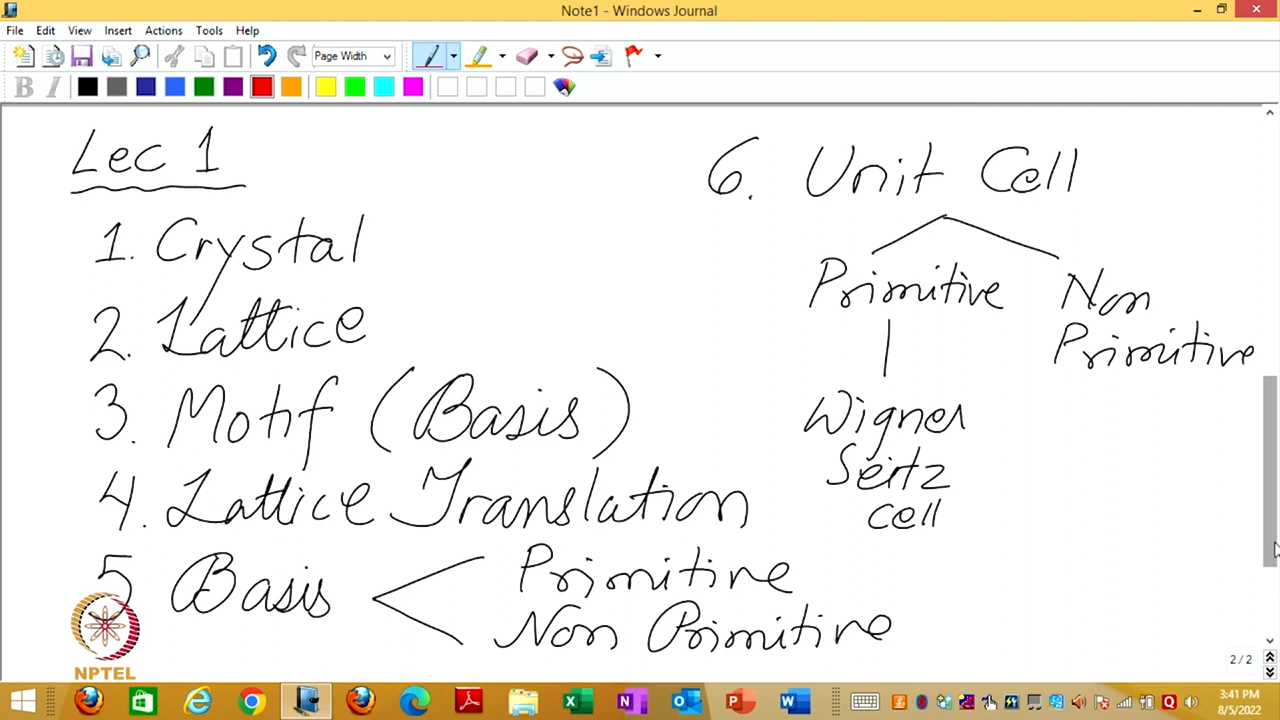 Note1 - Windows Journal
File Edit View Insert Actions Tools Help
Page Width
B I
Lec 1
1. Crystal
2. Lattice
3. Motif (Basis)
4. Lattice Translation
5 Basis
Primitive
Non Primitive
6. Unit Cell
Primitive
Non
Primitive
Wigner
Seitz
Cell
NPTEL
2 / 2
3:41 PM
8/5/2022